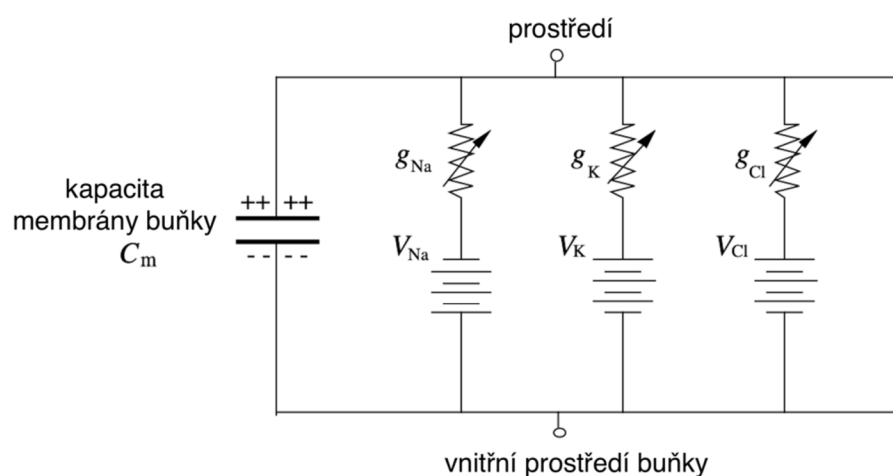 prostředí
g_Na
g_K
g_Cl
kapacita
membrány buňky
C_m
++ ++
-- --
V_Na
V_K
V_Cl
vnitřní prostředí buňky